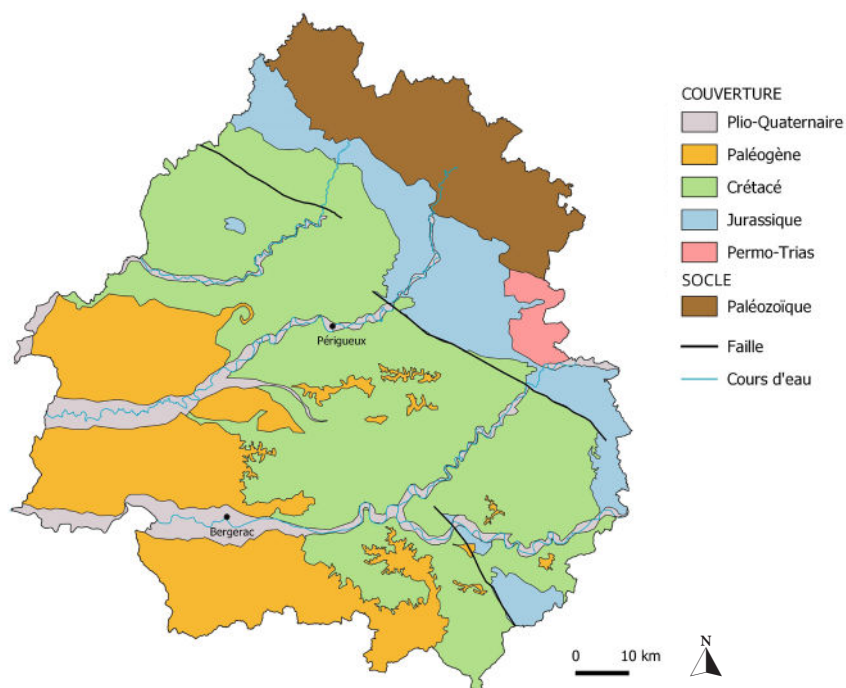 COUVERTURE
Plio-Quaternaire
Paléogène
Crétacé
Jurassique
Permo-Trias
SOCLE
Paléozoïque
Faille
Cours d'eau
Périgueux
Bergerac
N
0 10 km